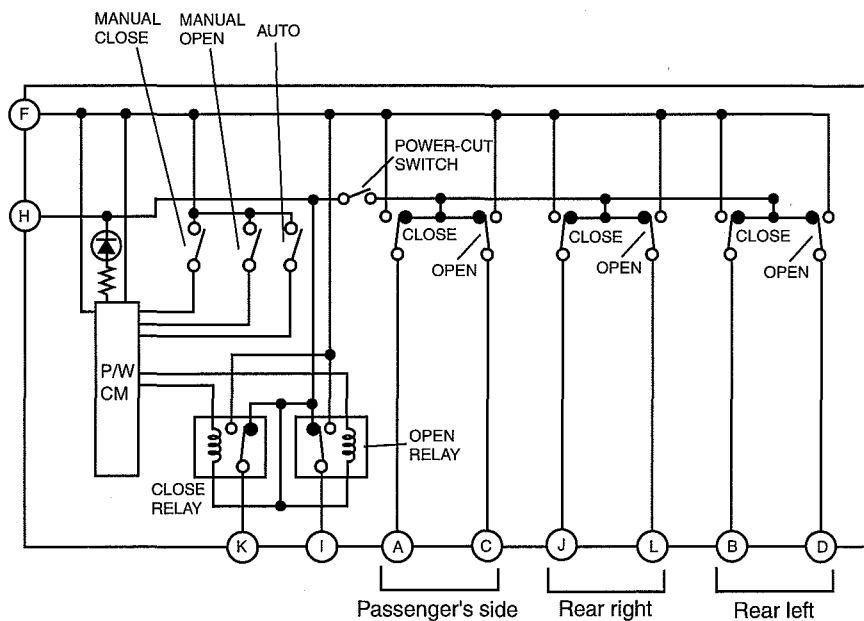 MANUAL
CLOSE
MANUAL
OPEN
AUTO
F
POWER-CUT
SWITCH
H
CLOSE
OPEN
CLOSE
OPEN
CLOSE
OPEN
P/W
CM
OPEN
RELAY
CLOSE
RELAY
K
I
A
C
J
L
B
D
Passenger's side
Rear right
Rear left